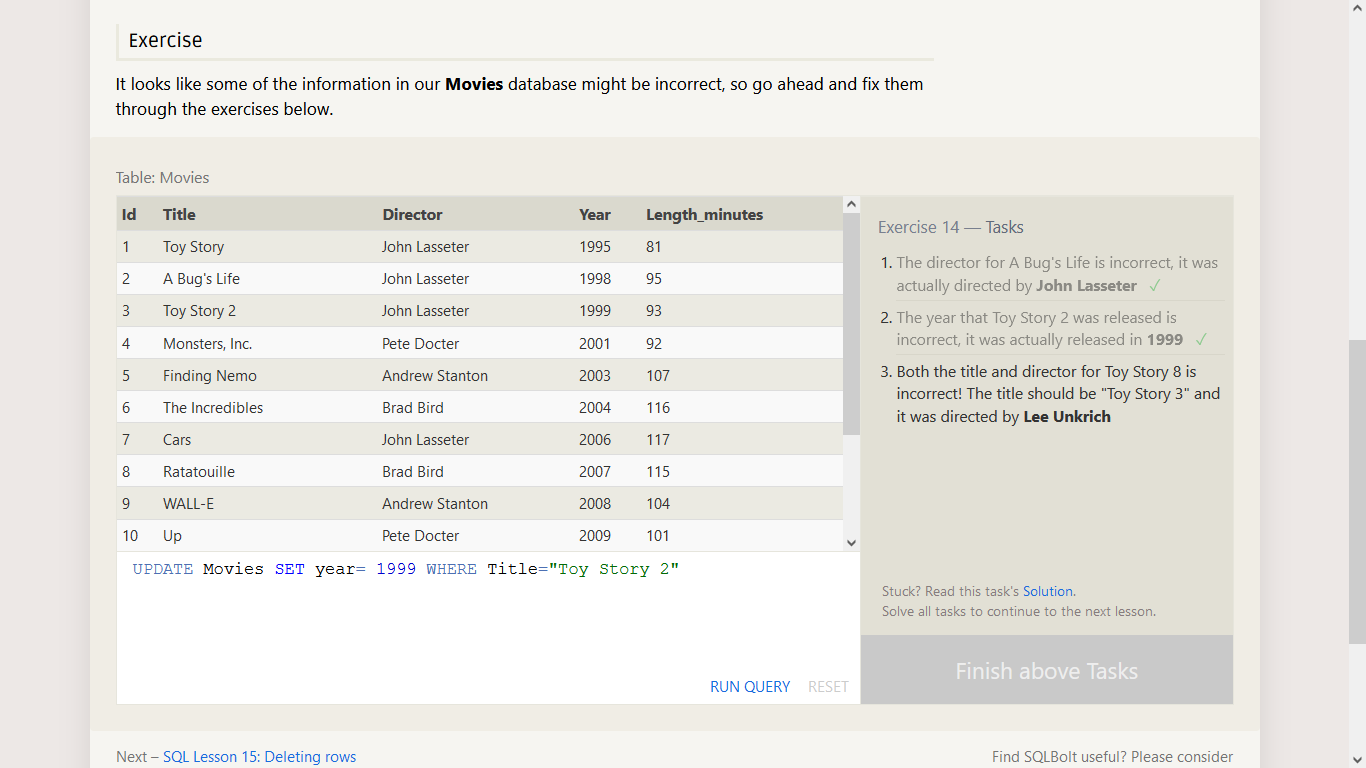 Exercise
It looks like some of the information in our Movies database might be incorrect, so go ahead and fix them
through the exercises below.
Table: Movies
Id Title Director Year Length_minutes
1 Toy Story John Lasseter 1995 81
2 A Bug's Life John Lasseter 1998 95
3 Toy Story 2 John Lasseter 1999 93
4 Monsters, Inc. Pete Docter 2001 92
5 Finding Nemo Andrew Stanton 2003 107
6 The Incredibles Brad Bird 2004 116
7 Cars John Lasseter 2006 117
8 Ratatouille Brad Bird 2007 115
9 WALL-E Andrew Stanton 2008 104
10 Up Pete Docter 2009 101
UPDATE Movies SET year= 1999 WHERE Title="Toy Story 2"
RUN QUERY RESET
Exercise 14 — Tasks
1. The director for A Bug's Life is incorrect, it was
actually directed by John Lasseter ✓
2. The year that Toy Story 2 was released is
incorrect, it was actually released in 1999 ✓
3. Both the title and director for Toy Story 8 is
incorrect! The title should be "Toy Story 3" and
it was directed by Lee Unkrich
Stuck? Read this task's Solution.
Solve all tasks to continue to the next lesson.
Finish above Tasks
Next – SQL Lesson 15: Deleting rows
Find SQLBolt useful? Please consider